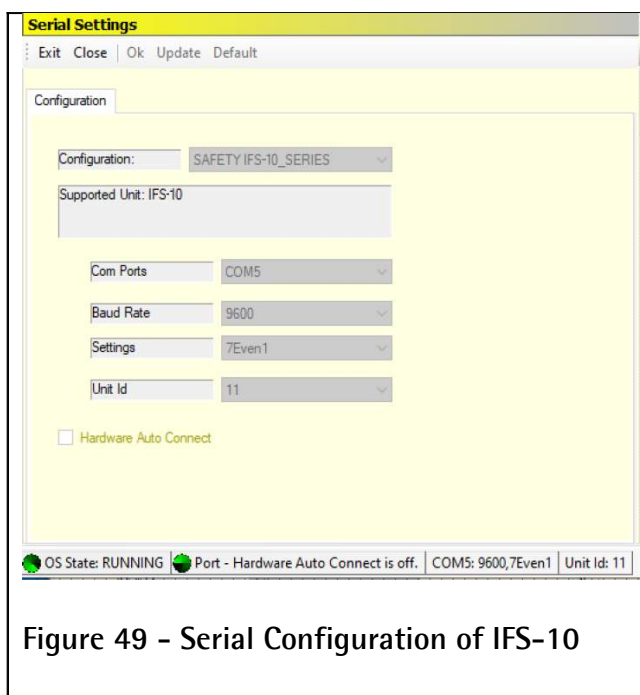 Serial Settings
Exit Close Ok Update Default
Configuration
Configuration: SAFETY IFS-10_SERIES
Supported Unit: IFS-10
Com Ports COM5
Baud Rate 9600
Settings 7Even1
Unit Id 11
Hardware Auto Connect
OS State: RUNNING Port - Hardware Auto Connect is off. COM5: 9600,7Even1 Unit Id: 11
Figure 49 - Serial Configuration of IFS-10